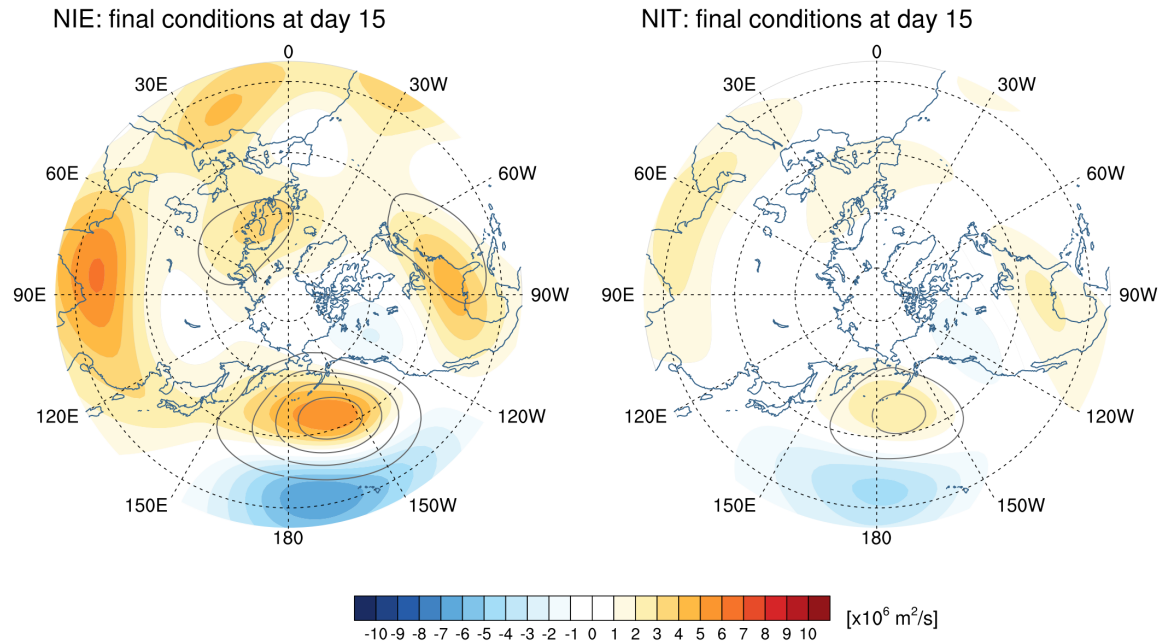 NIE: final conditions at day 15
NIT: final conditions at day 15
0
0
30E
30W
30E
30W
60E
60W
60E
60W
90E
90W
90E
90W
120E
120W
120E
120W
150E
150W
150E
150W
180
180
-10 -9 -8 -7 -6 -5 -4 -3 -2 -1 0 1 2 3 4 5 6 7 8 9 10
[x10⁶ m²/s]